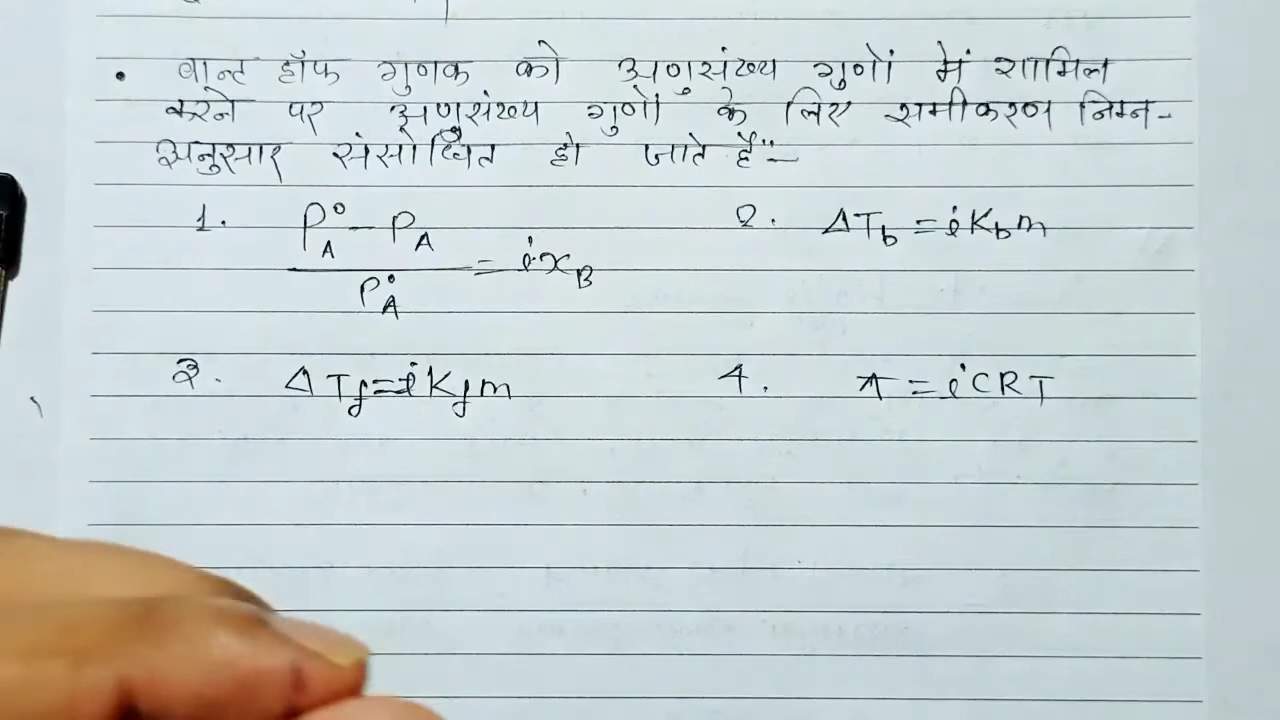 • वान्ट हॉफ गुणक को अणुसंख्य गुणों में शामिल
करने पर अणुसंख्य गुणों के लिए समीकरण निम्न-
अनुसार संसोधित हो जाते हैं:-
1. P°A - PA / P°A = i xB 2. ΔTb = i Kb m
3. ΔTf = i Kf m 4. π = i CRT